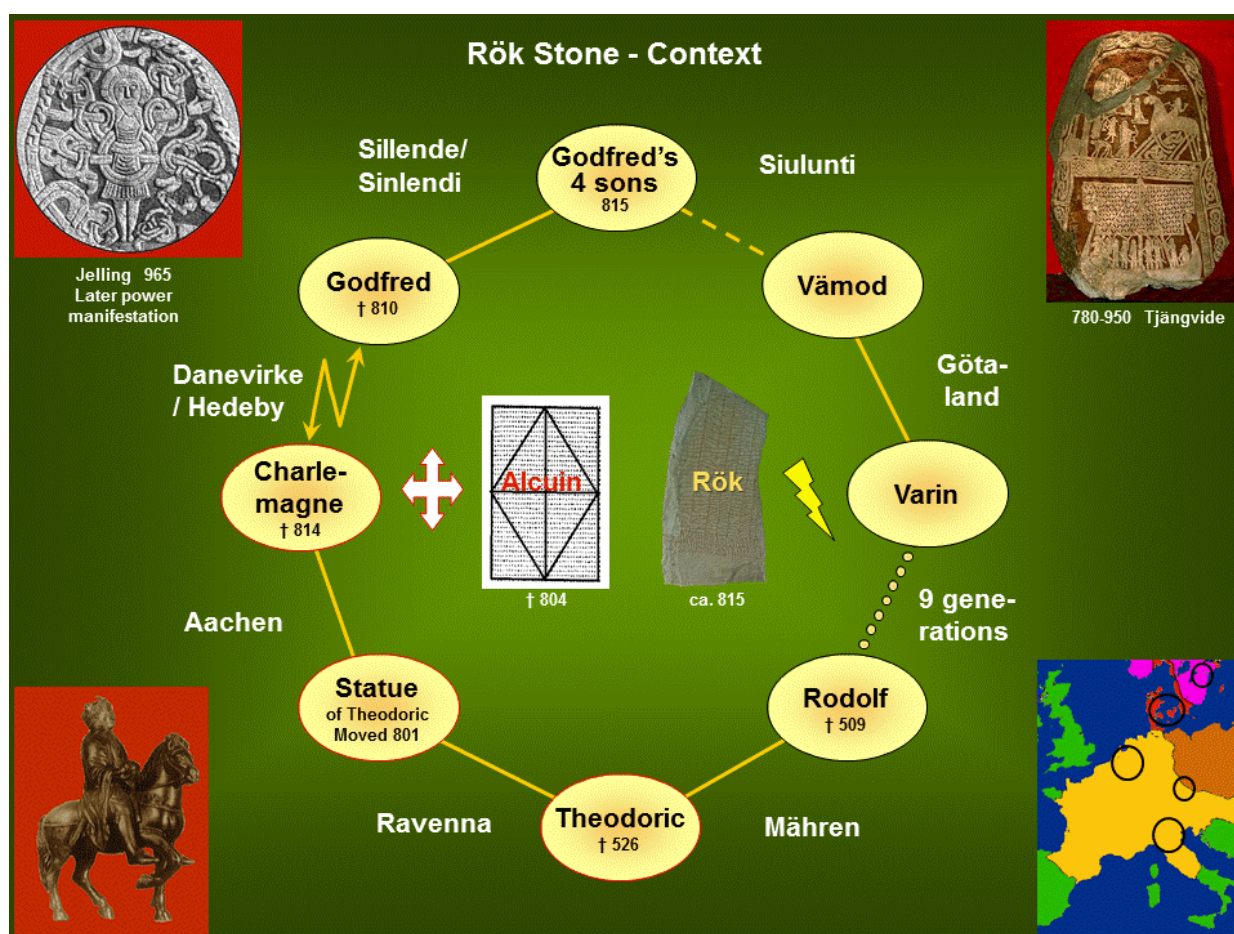 Rök Stone - Context
Jelling 965
Later power
manifestation
Sillende/
Sinlendi
Godfred's
4 sons
815
Siulunti
780-950 Tjängvide
Godfred
† 810
Vämod
Danevirke
/ Hedeby
Göta-
land
Charle-
magne
† 814
Alcuin
† 804
Rök
ca. 815
Varin
Aachen
9 gene-
rations
Statue
of Theodoric
Moved 801
Rodolf
† 509
Ravenna
Theodoric
† 526
Mähren